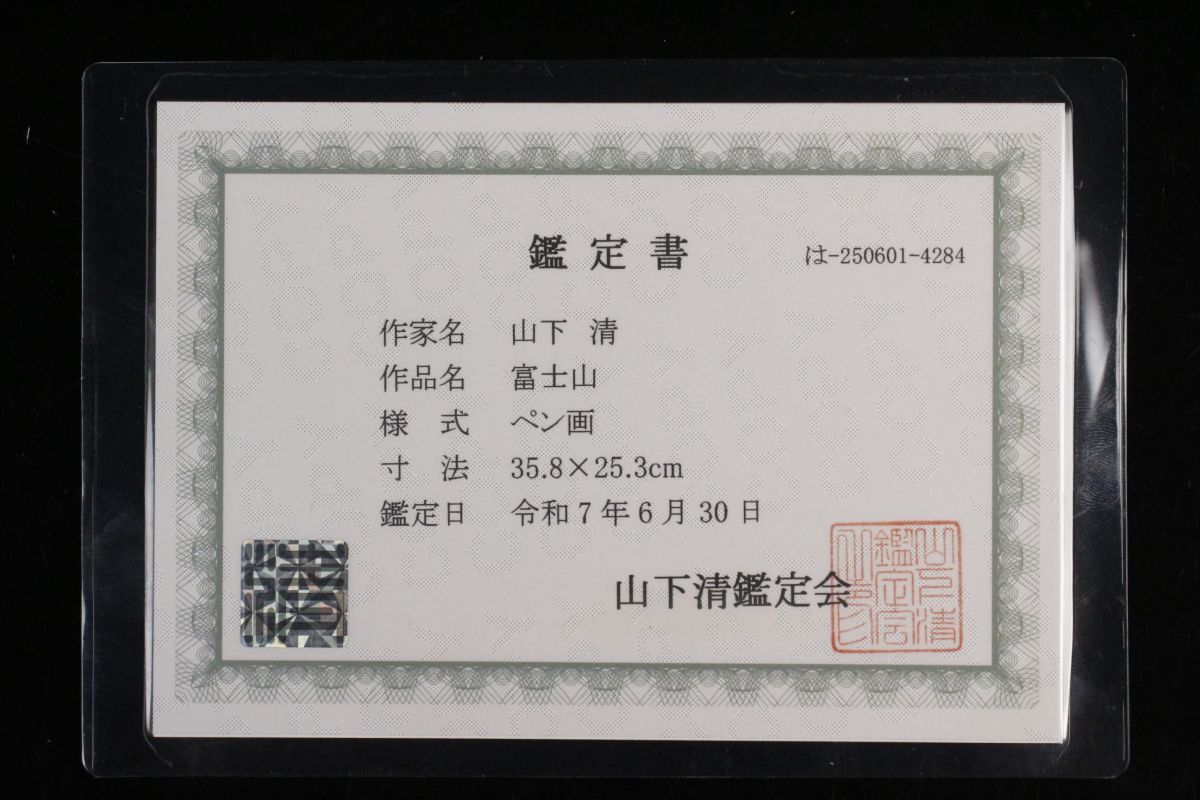 鑑定書
は-250601-4284
作家名 山下 清
作品名 富士山
様 式 ペン画
寸 法 35.8×25.3cm
鑑定日 令和7年6月30日
山下清鑑定会